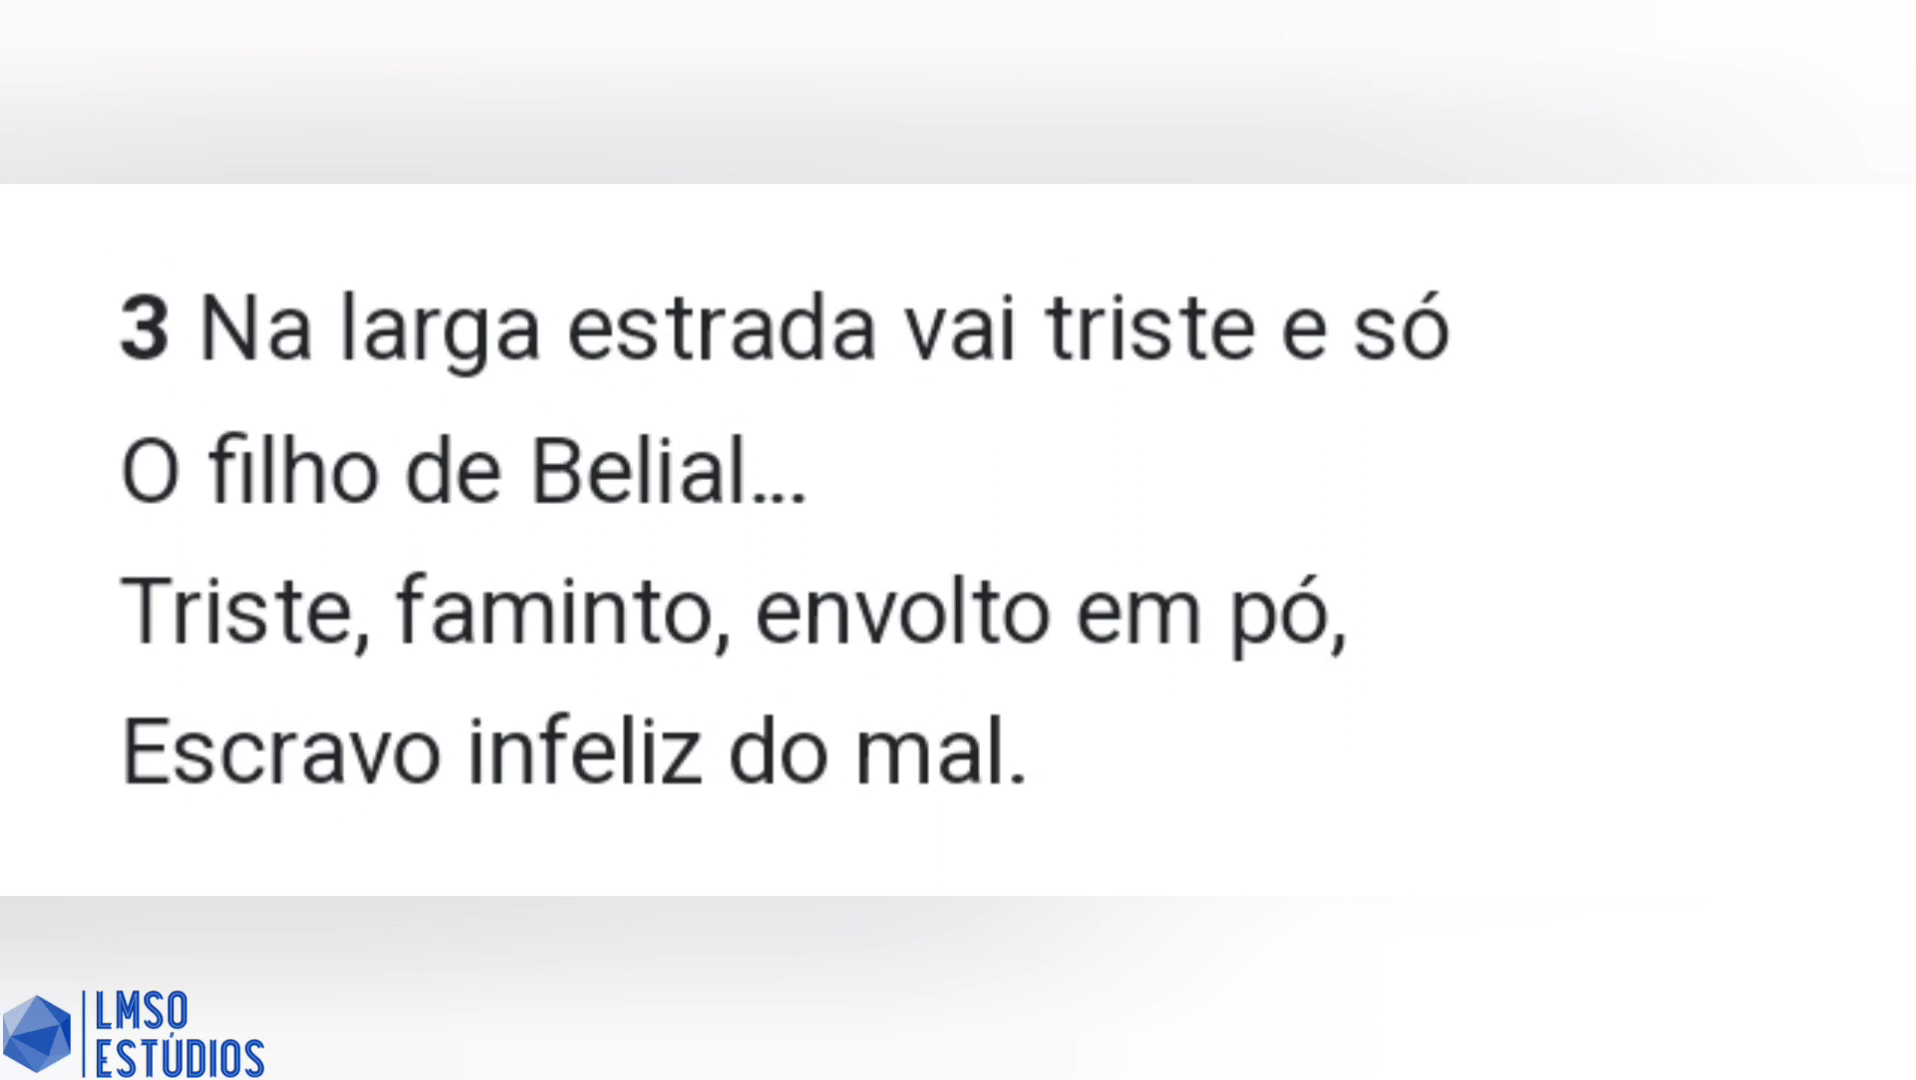 3 Na larga estrada vai triste e só
O filho de Belial...
Triste, faminto, envolto em pó,
Escravo infeliz do mal.
LMSO
ESTÚDIOS